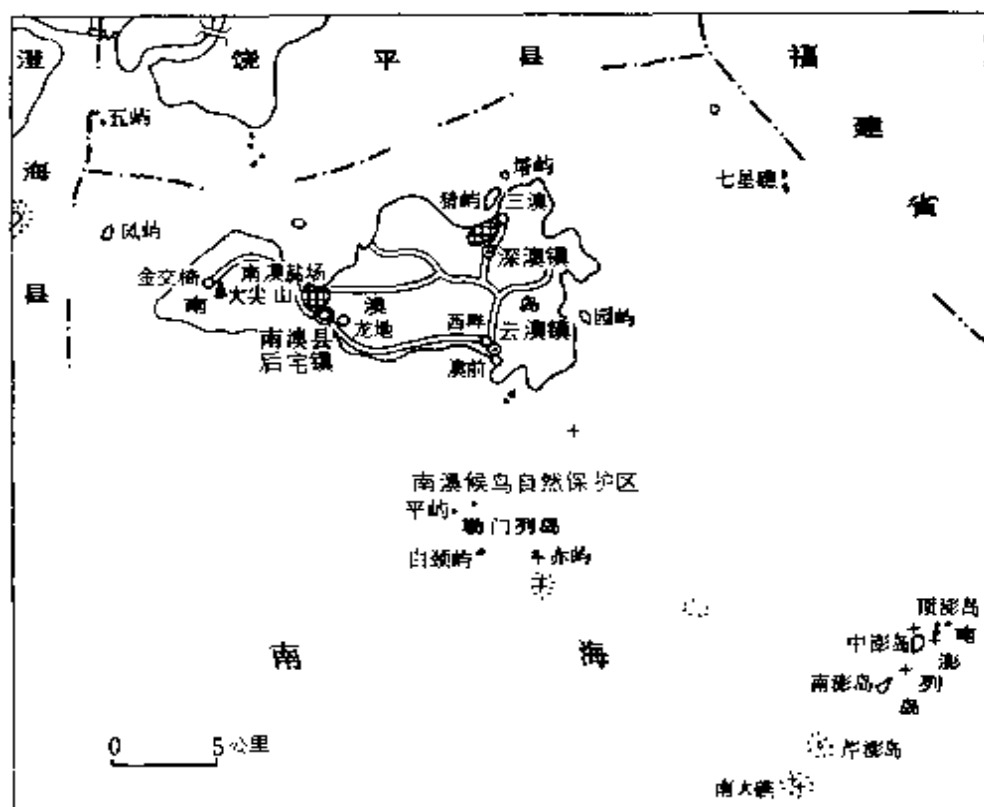 饶平县
福建省
澄海县
五屿
塔屿
七星礁
猎屿
三澳
凤屿
深澳镇
金交椅
南澳盐场
大尖山
南澳岛
龙地
西畔
云澳镇
园屿
南澳县
后宅镇
澳前
南澳候鸟自然保护区
平屿
勒门列岛
白颈屿
赤屿
顶澎岛
中澎岛
南澎列岛
南澎岛
南海
0 5公里
芹澎岛
南大礁